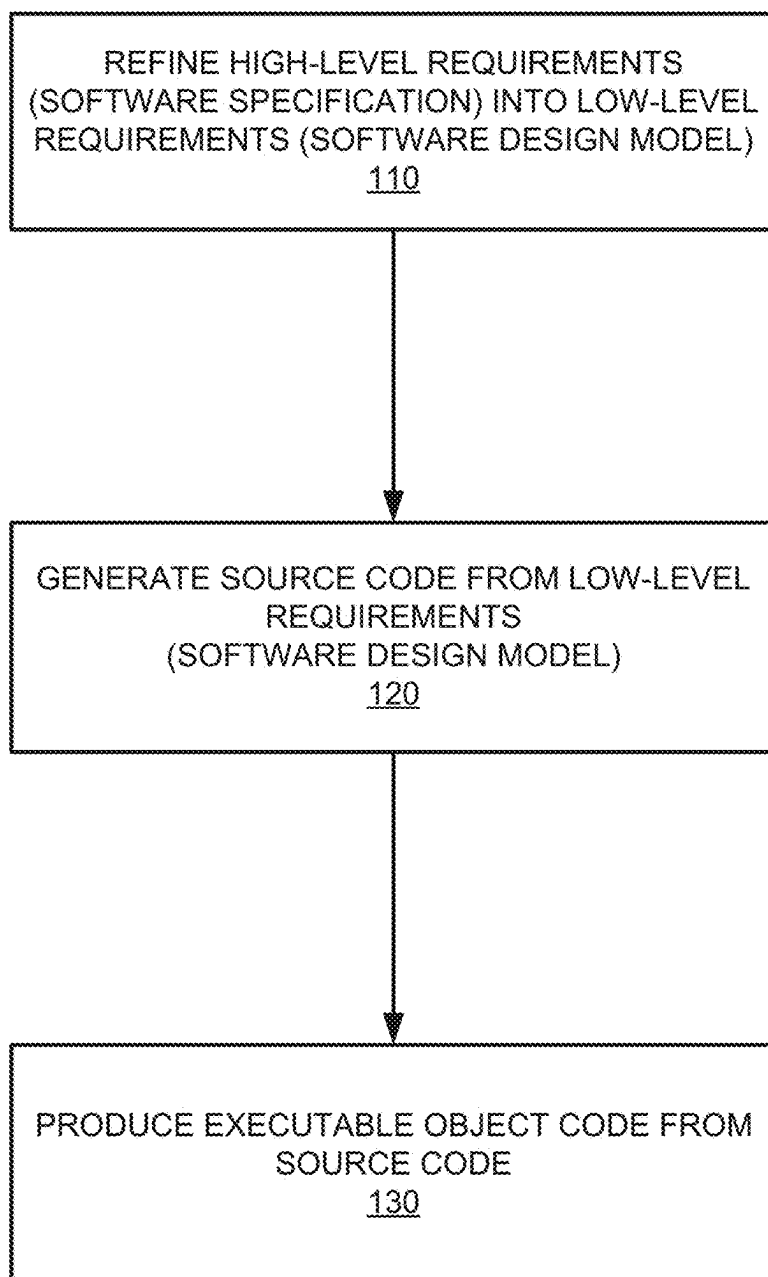 REFINE HIGH-LEVEL REQUIREMENTS
(SOFTWARE SPECIFICATION) INTO LOW-LEVEL
REQUIREMENTS (SOFTWARE DESIGN MODEL)
110
GENERATE SOURCE CODE FROM LOW-LEVEL
REQUIREMENTS
(SOFTWARE DESIGN MODEL)
120
PRODUCE EXECUTABLE OBJECT CODE FROM
SOURCE CODE
130